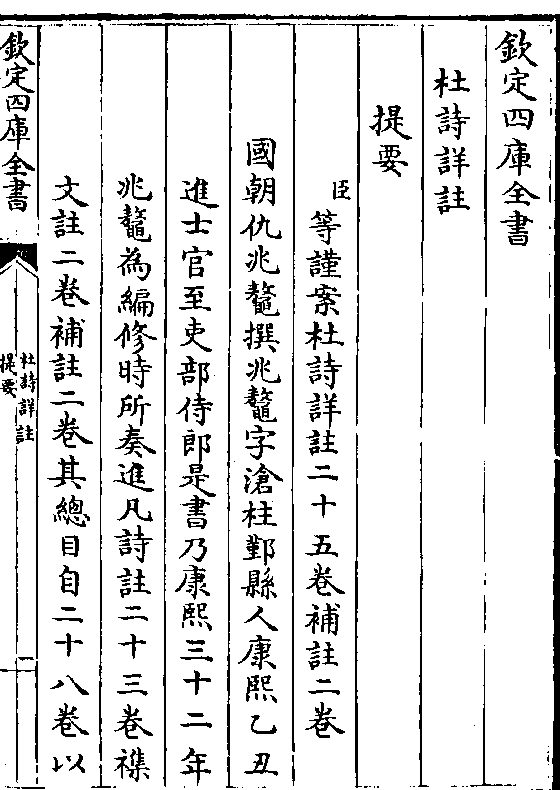 欽定四庫全書
杜詩詳註
提要
臣等謹案杜詩詳註二十五卷補註二卷
國朝仇兆鼇撰兆鼇字滄柱鄞縣人康熙乙丑
進士官至吏部侍郎是書乃康熙三十二年
兆鼇為編修時所奏進凡詩註二十三卷襍
文註二卷補註二卷其總目自二十八卷以
欽定四庫全書
杜詩詳註
提要
一